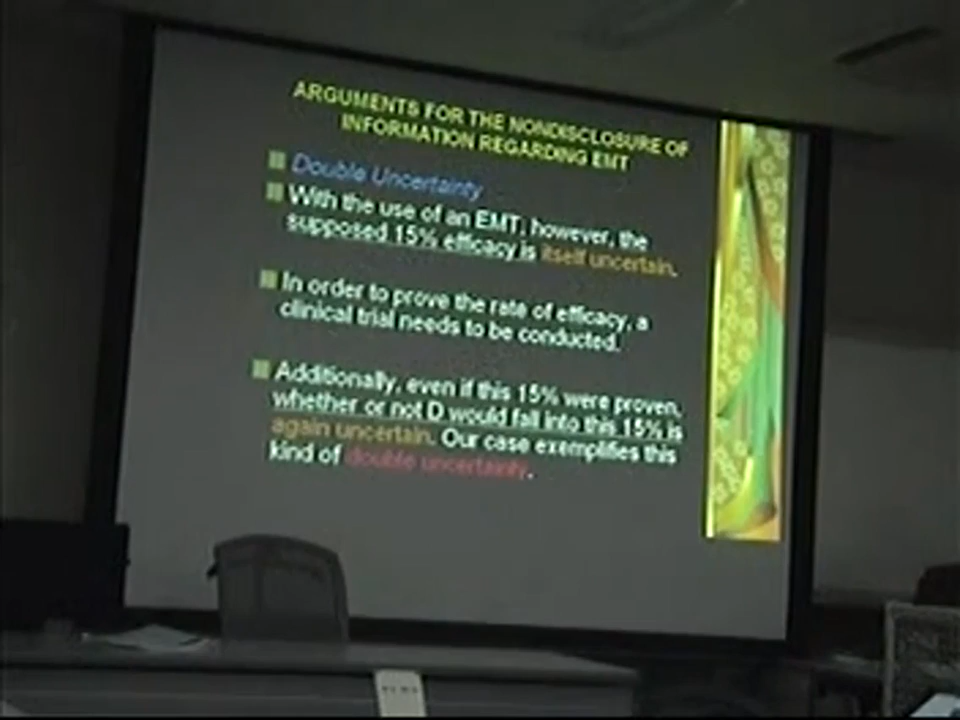 ARGUMENTS FOR THE NONDISCLOSURE OF
INFORMATION REGARDING EMT
Double Uncertainty
With the use of an EMT, however, the
supposed 15% efficacy is itself uncertain.
In order to prove the rate of efficacy, a
clinical trial needs to be conducted.
Additionally, even if this 15% were proven,
whether or not D would fall into this 15% is
again uncertain. Our case exemplifies this
kind of double uncertainty.